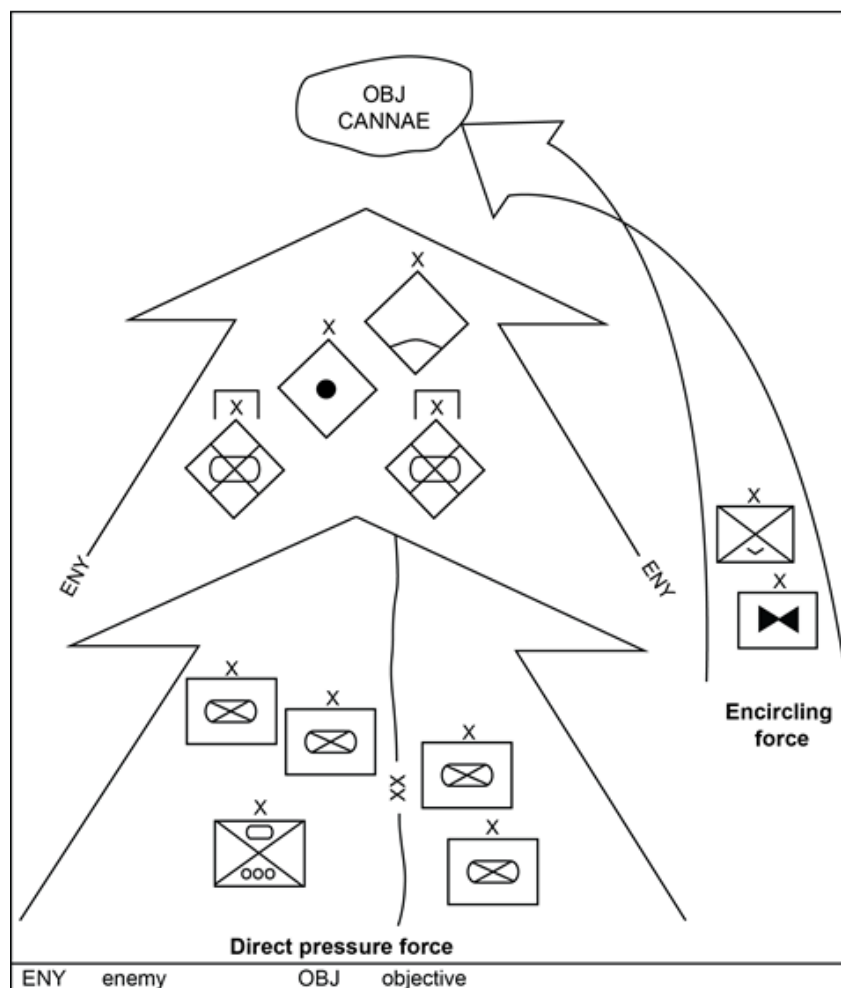 OBJ
CANNAE
X
X
X
X
ENY
ENY
X
X
X
X
X
X
XX
X
X
Encircling
force
Direct pressure force
ENY enemy OBJ objective